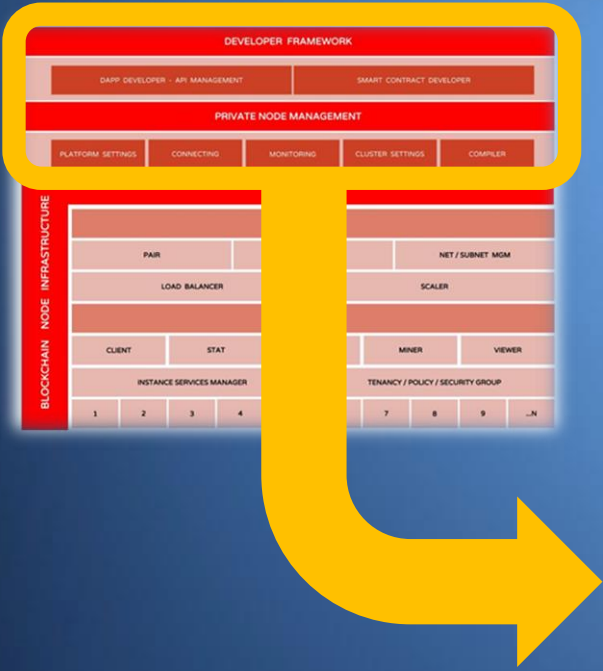 DEVELOPER FRAMEWORK
DAPP DEVELOPER - API MANAGEMENT SMART CONTRACT DEVELOPER
PRIVATE NODE MANAGEMENT
PLATFORM SETTINGS CONNECTING MONITORING CLUSTER SETTINGS COMPILER
BLOCKCHAIN NODE INFRASTRUCTURE
PAIR NET / SUBNET MGM
LOAD BALANCER SCALER
CLIENT STAT MINER VIEWER
INSTANCE SERVICES MANAGER TENANCY / POLICY / SECURITY GROUP
1 2 3 4 7 8 9 ...N